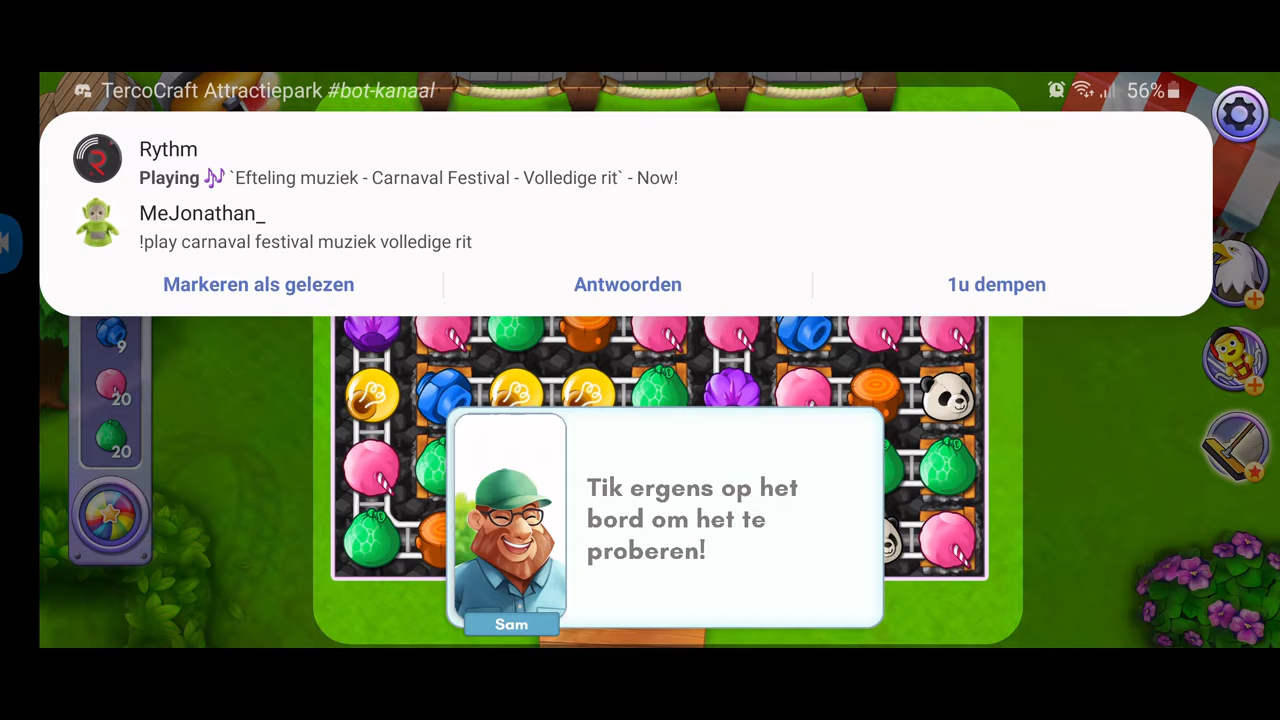 TercoCraft Attractiepark #bot-kanaal
56%
Rythm
Playing 🎶 `Efteling muziek - Carnaval Festival - Volledige rit` - Now!
MeJonathan_
!play carnaval festival muziek volledige rit
Markeren als gelezen
Antwoorden
1u dempen
9
20
20
Tik ergens op het
bord om het te
proberen!
Sam